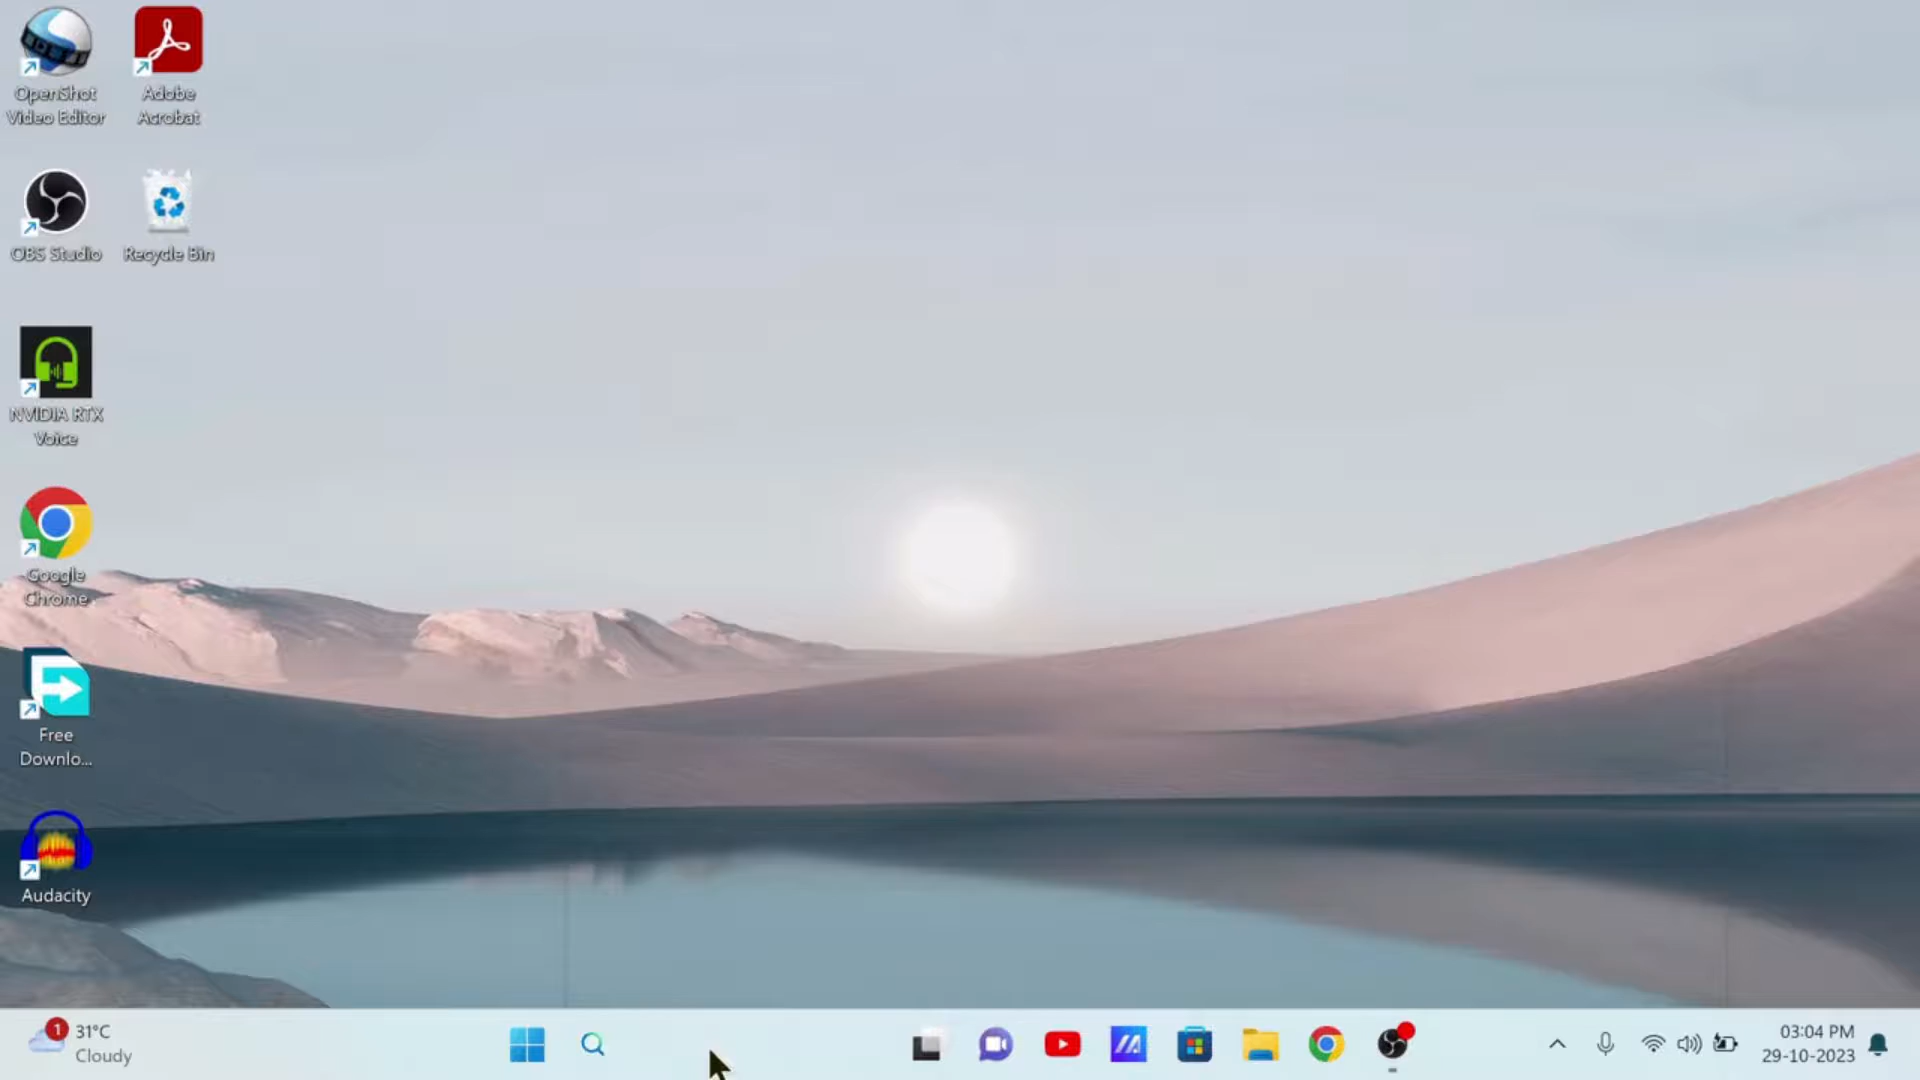 OpenShot
Video Editor
Adobe
Acrobat
OBS Studio
Recycle Bin
NVIDIA RTX
Voice
Google
Chrome
Free
Downlo...
Audacity
1
31°C
Cloudy
03:04 PM
29-10-2023